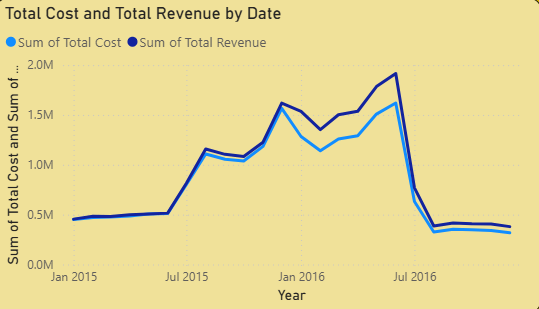 Total Cost and Total Revenue by Date
Sum of Total Cost Sum of Total Revenue
Sum of Total Cost and Sum of ...
2.0M
1.5M
1.0M
0.5M
0.0M
Jan 2015 Jul 2015 Jan 2016 Jul 2016
Year